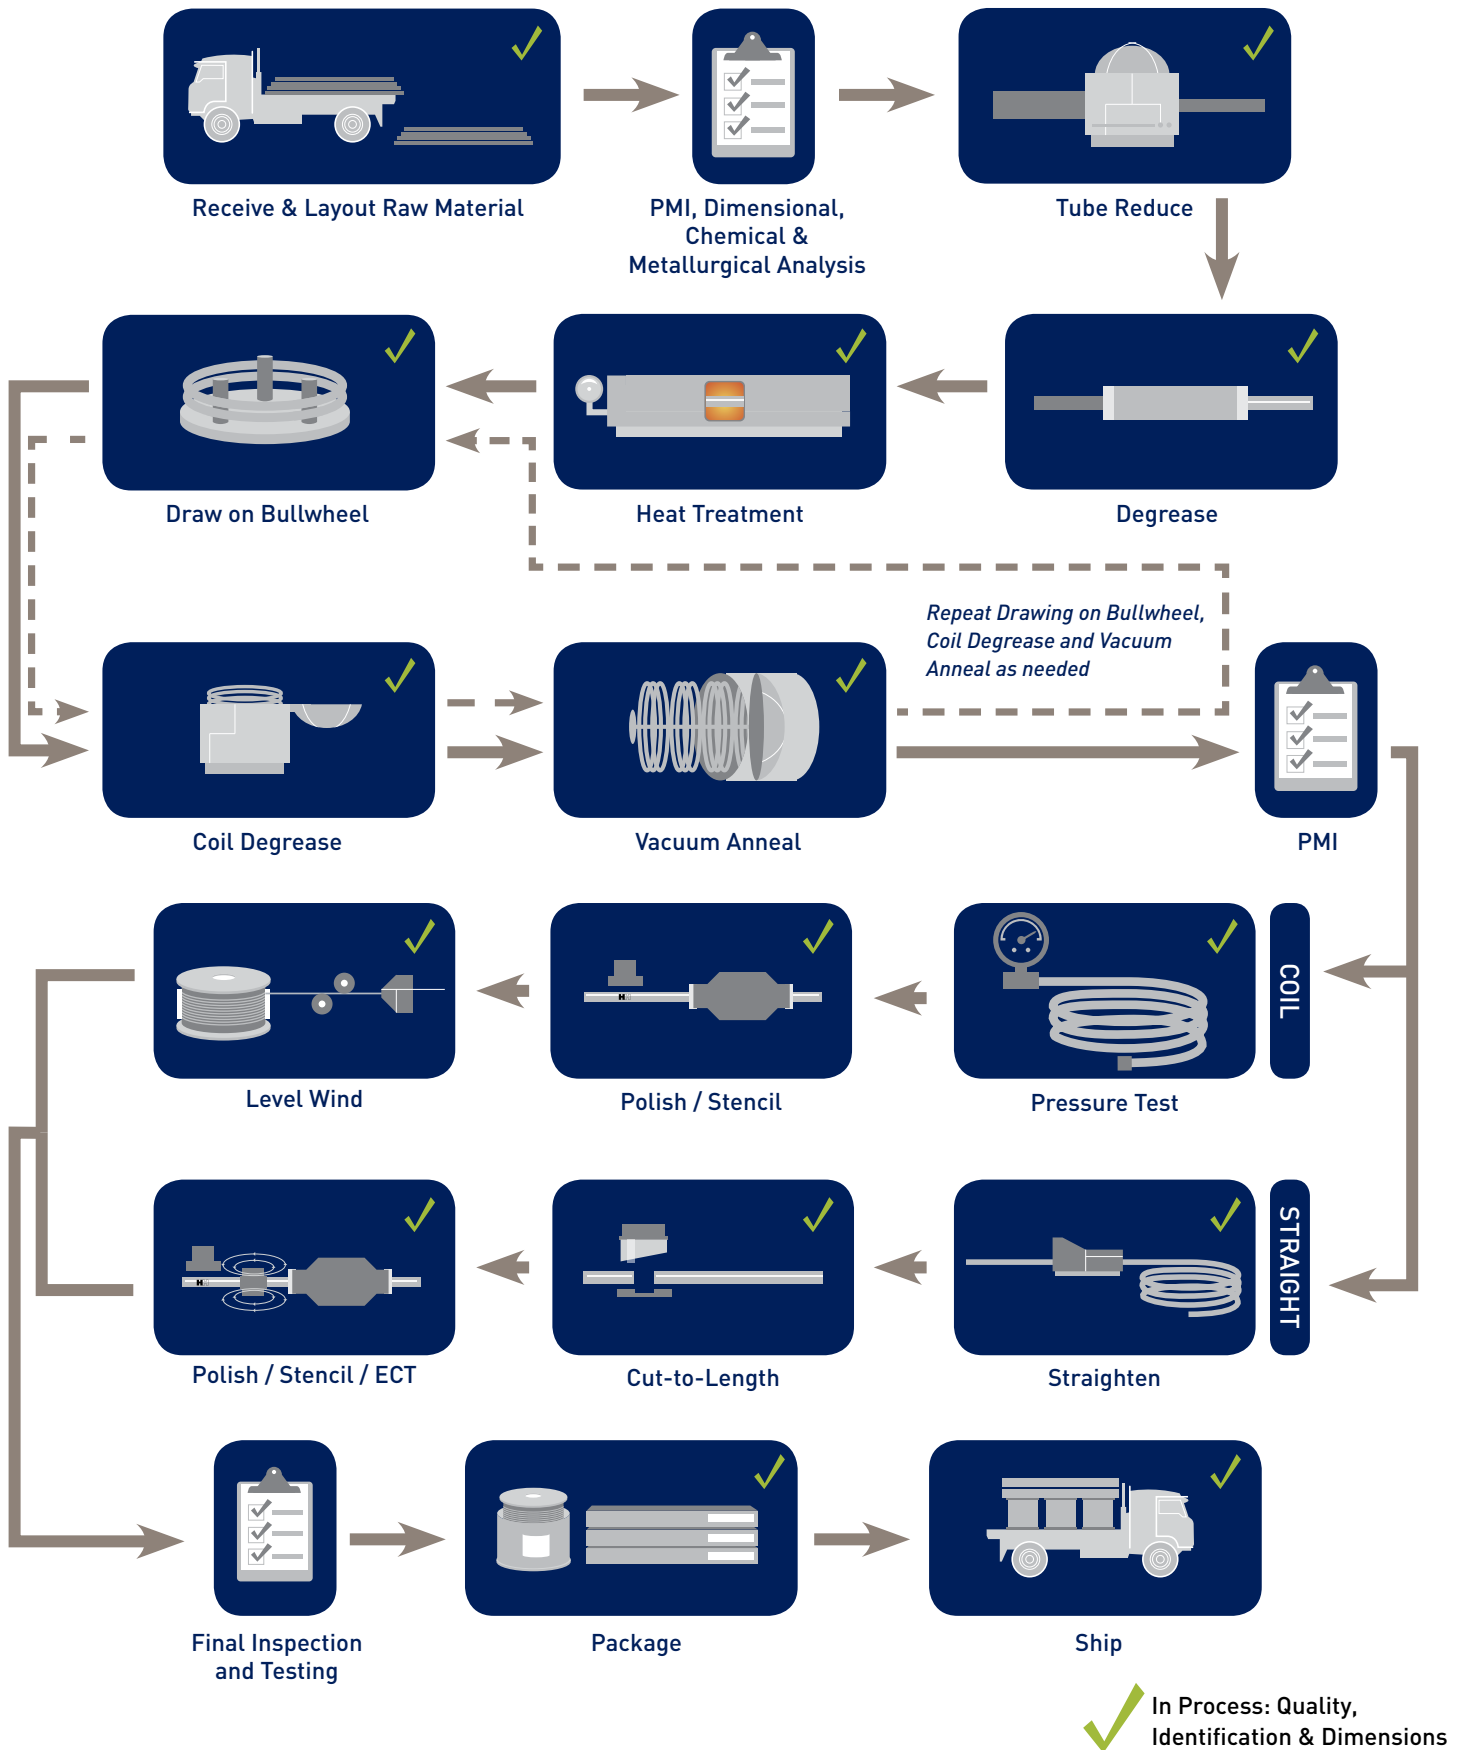 Receive & Layout Raw Material
PMI, Dimensional,
Chemical &
Metallurgical Analysis
Tube Reduce
Draw on Bullwheel
Heat Treatment
Degrease
Repeat Drawing on Bullwheel,
Coil Degrease and Vacuum
Anneal as needed
Coil Degrease
Vacuum Anneal
PMI
COIL
Level Wind
Polish / Stencil
Pressure Test
STRAIGHT
Polish / Stencil / ECT
Cut-to-Length
Straighten
Final Inspection
and Testing
Package
Ship
In Process: Quality,
Identification & Dimensions